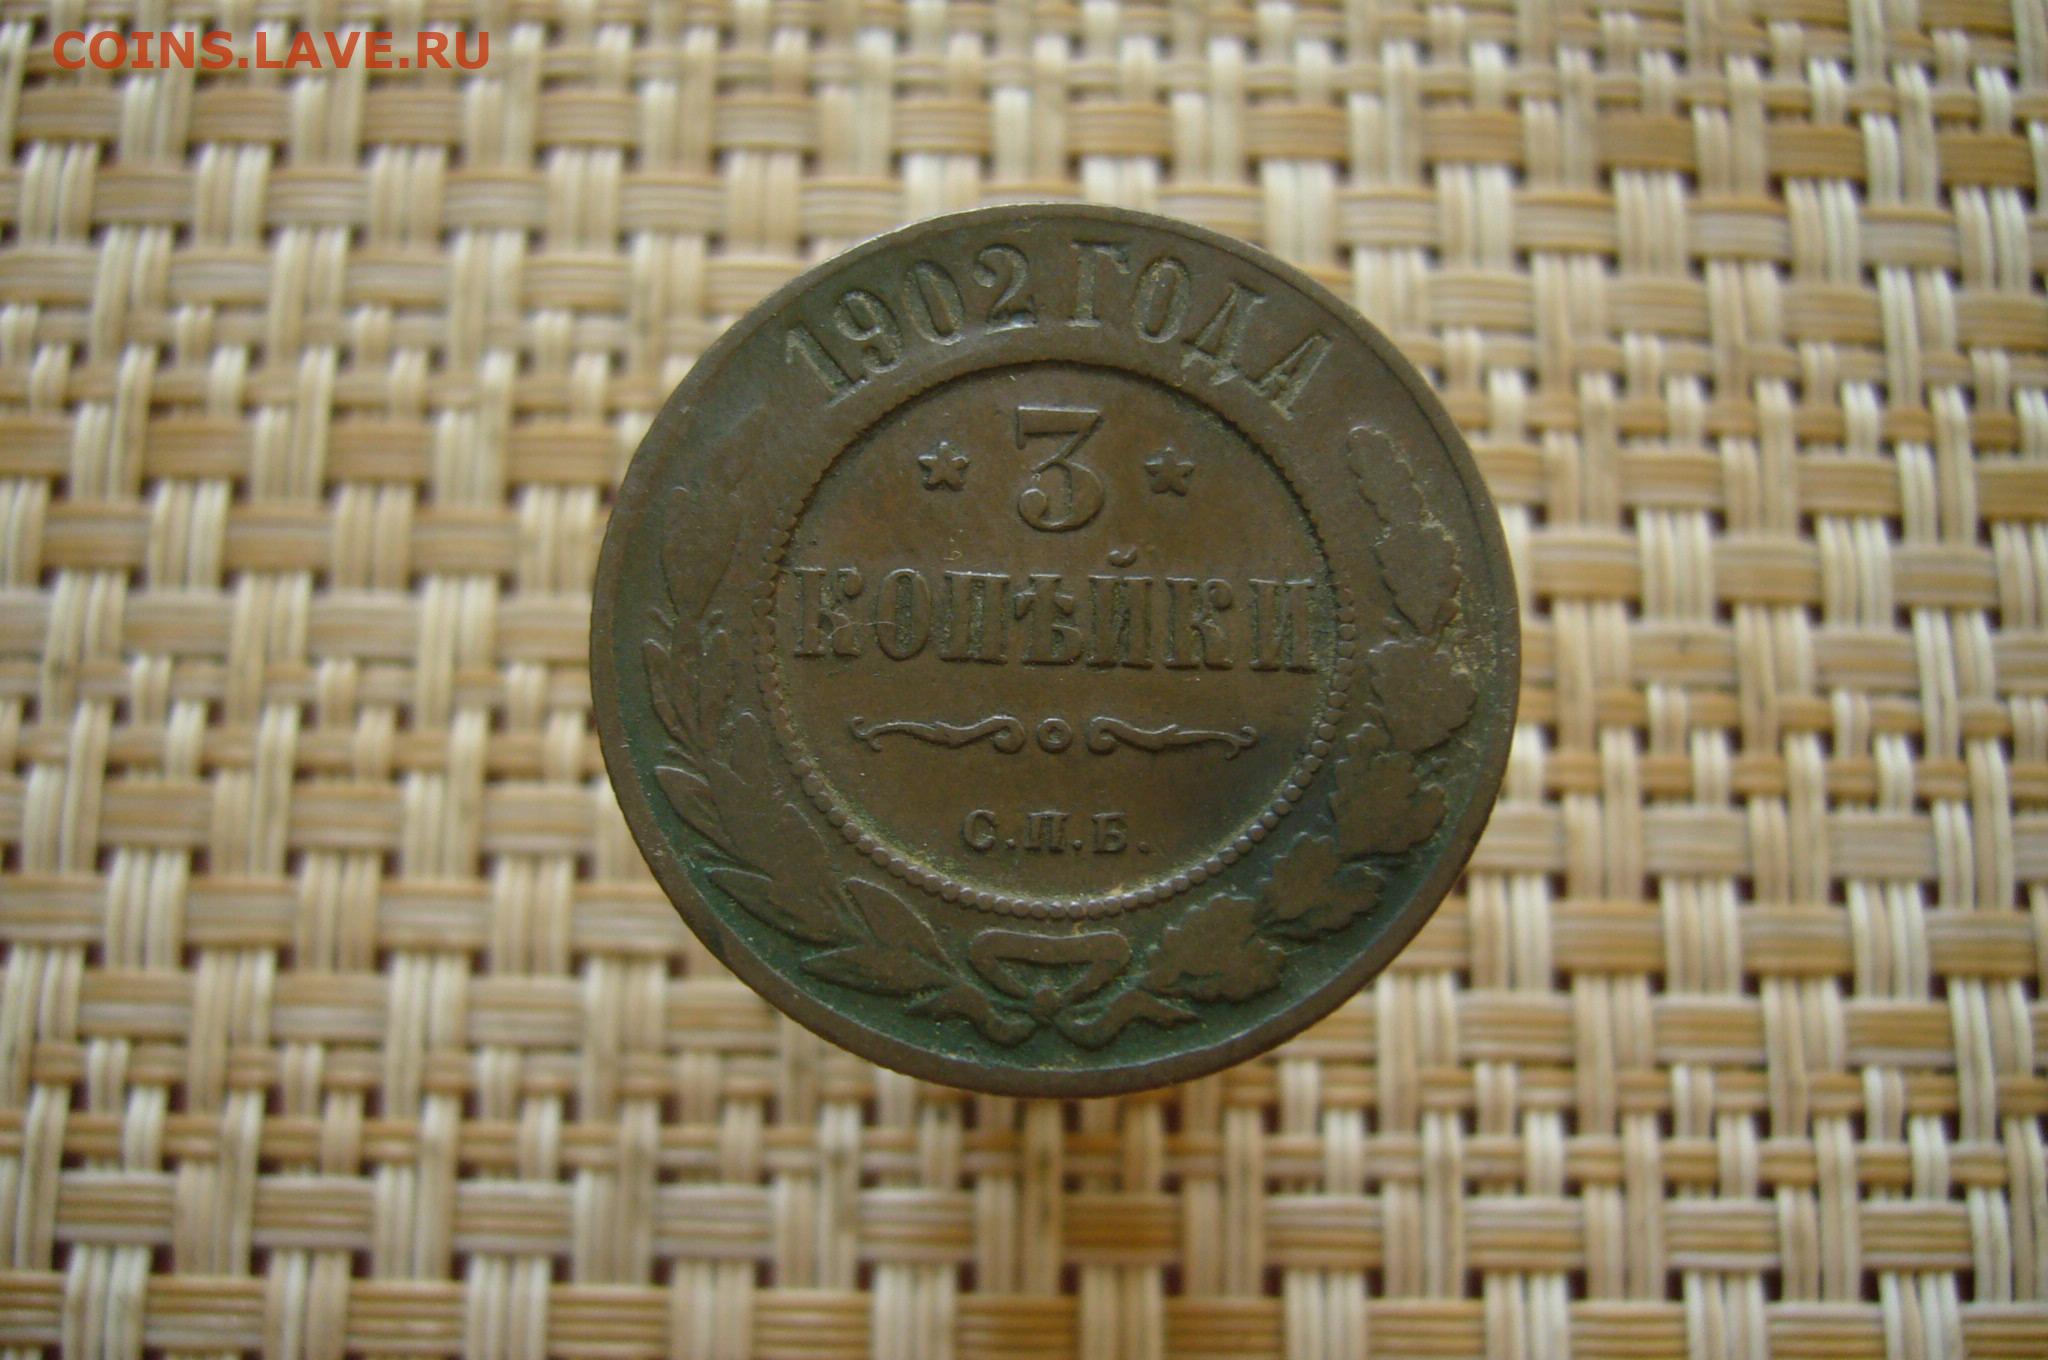 COINS.LAVE.RU
1902 ГОДА
3
КОПѢЙКИ
С.П.Б.